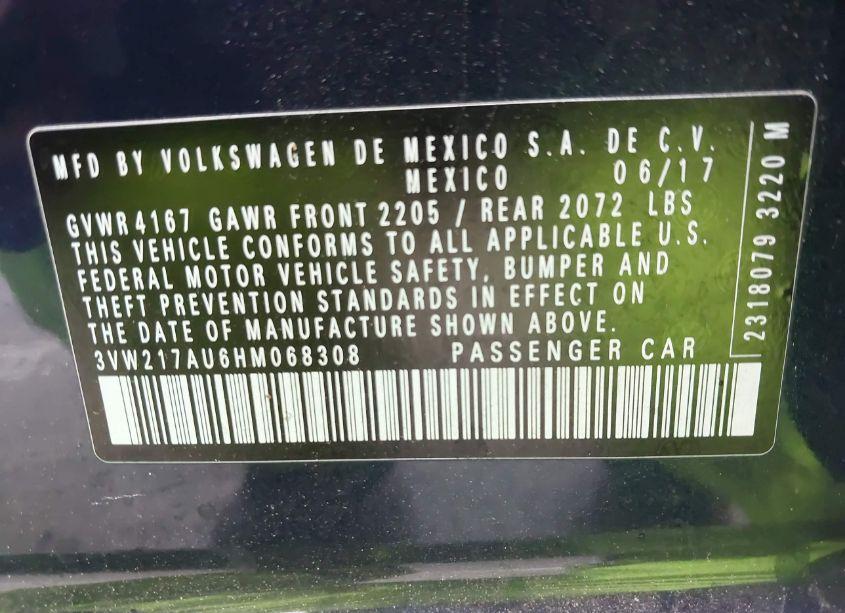 MFD BY VOLKSWAGEN DE MEXICO S.A. DE C.V.
MEXICO 06/17
GVWR 4167 GAWR FRONT 2205 / REAR 2072 LBS
THIS VEHICLE CONFORMS TO ALL APPLICABLE U.S.
FEDERAL MOTOR VEHICLE SAFETY, BUMPER AND
THEFT PREVENTION STANDARDS IN EFFECT ON
THE DATE OF MANUFACTURE SHOWN ABOVE.
3VW217AU6HM068308 PASSENGER CAR
2318079 3220 M